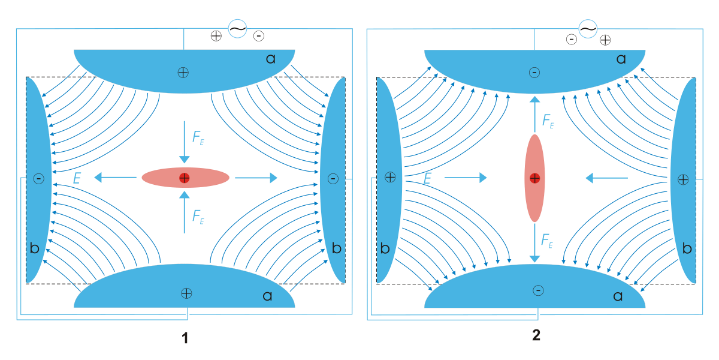 ~
⊕ ⊖
a
⊕
F_E
⊖ E ⊕ ⊖
F_E
b b
⊕ a
1
~
⊖ ⊕
a
⊖
F_E
⊕ E ⊕ ⊕
F_E
b b
⊖ a
2